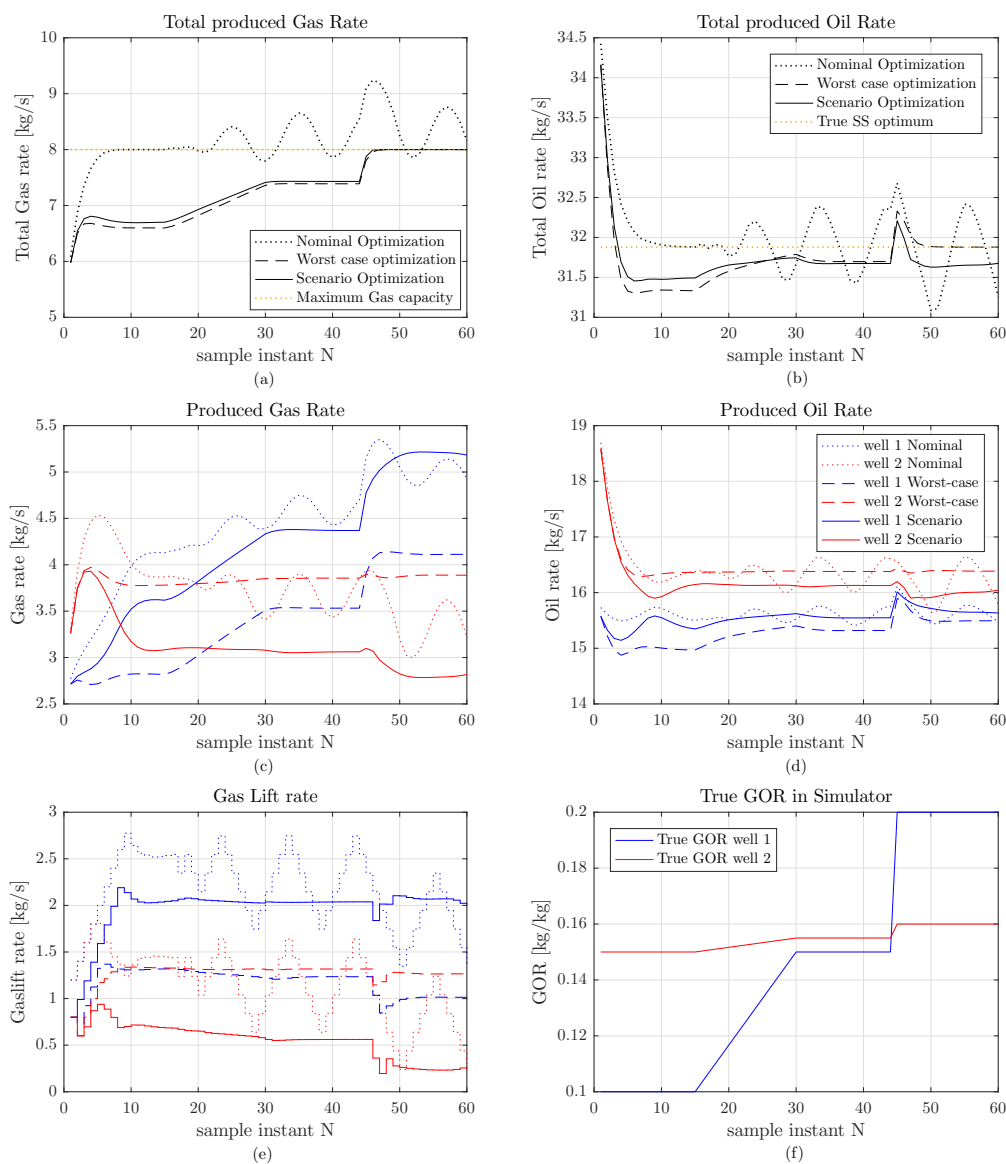 Total produced Gas Rate
10
9
8
7
6
5
Total Gas rate [kg/s]
Nominal Optimization
Worst case optimization
Scenario Optimization
Maximum Gas capacity
0 10 20 30 40 50 60
sample instant N
(a)
Total produced Oil Rate
34.5
34
33.5
33
32.5
32
31.5
31
Total Oil rate [kg/s]
Nominal Optimization
Worst case optimization
Scenario Optimization
True SS optimum
0 10 20 30 40 50 60
sample instant N
(b)
Produced Gas Rate
5.5
5
4.5
4
3.5
3
2.5
Gas rate [kg/s]
0 10 20 30 40 50 60
sample instant N
(c)
Produced Oil Rate
19
18
17
16
15
14
Oil rate [kg/s]
well 1 Nominal
well 2 Nominal
well 1 Worst-case
well 2 Worst-case
well 1 Scenario
well 2 Scenario
0 10 20 30 40 50 60
sample instant N
(d)
Gas Lift rate
3
2.5
2
1.5
1
0.5
0
Gaslift rate [kg/s]
0 10 20 30 40 50 60
sample instant N
(e)
True GOR in Simulator
0.2
0.18
0.16
0.14
0.12
0.1
GOR [kg/kg]
True GOR well 1
True GOR well 2
0 10 20 30 40 50 60
sample instant N
(f)